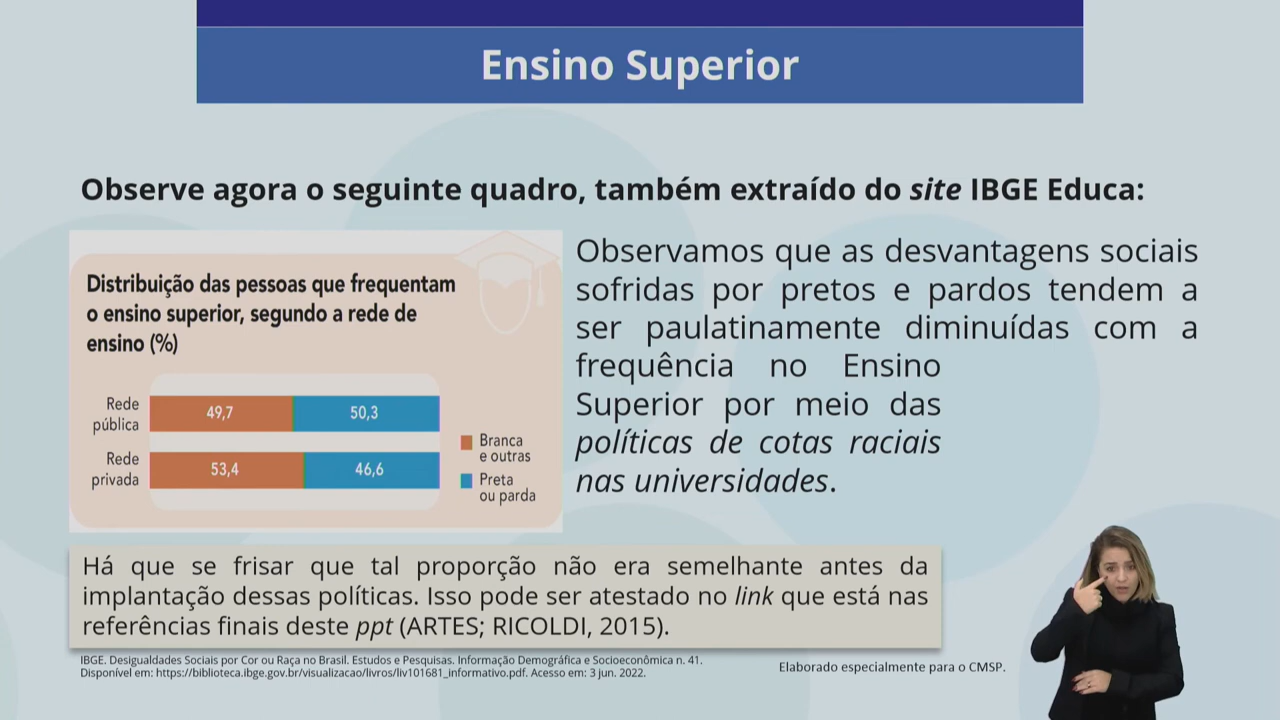 Ensino Superior
Observe agora o seguinte quadro, também extraído do site IBGE Educa:
Distribuição das pessoas que frequentam
o ensino superior, segundo a rede de
ensino (%)
Rede
pública
49,7
50,3
Rede
privada
53,4
46,6
Branca
e outras
Preta
ou parda
Observamos que as desvantagens sociais
sofridas por pretos e pardos tendem a
ser paulatinamente diminuídas com a
frequência no Ensino
Superior por meio das
políticas de cotas raciais
nas universidades.
Há que se frisar que tal proporção não era semelhante antes da
implantação dessas políticas. Isso pode ser atestado no link que está nas
referências finais deste ppt (ARTES; RICOLDI, 2015).
IBGE. Desigualdades Sociais por Cor ou Raça no Brasil. Estudos e Pesquisas. Informação Demográfica e Socioeconômica n. 41.
Disponível em: https://biblioteca.ibge.gov.br/visualizacao/livros/liv101681_informativo.pdf. Acesso em: 3 jun. 2022.
Elaborado especialmente para o CMSP.